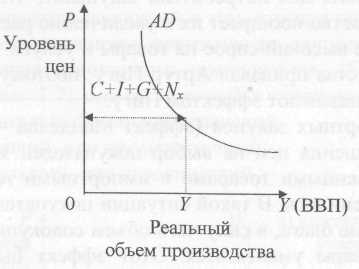 P
AD
Уровень
цен
C+I+G+Nₓ
0
Y
Y (ВВП)
Реальный
объем производства